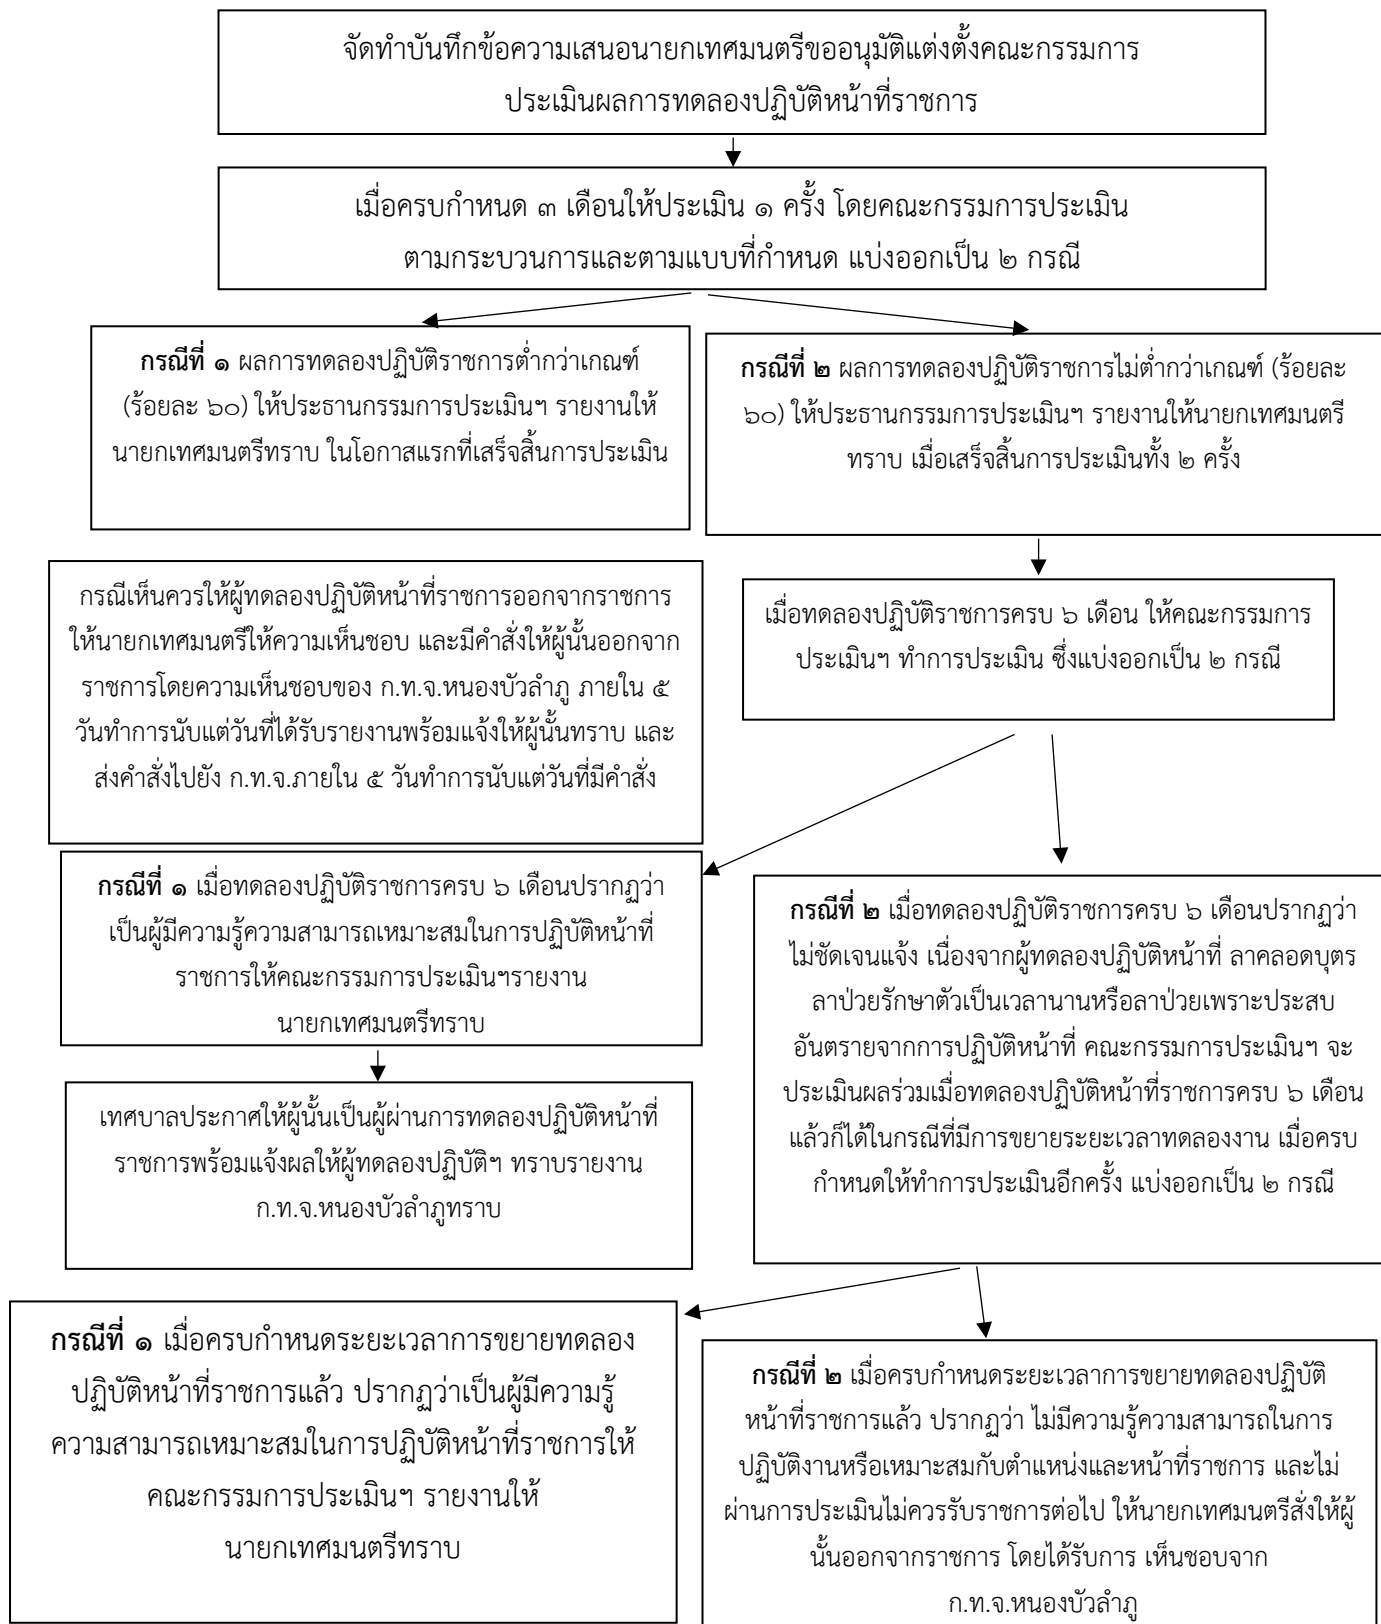 จัดทำบันทึกข้อความเสนอนายกเทศมนตรีขออนุมัติแต่งตั้งคณะกรรมการ
ประเมินผลการทดลองปฏิบัติหน้าที่ราชการ
เมื่อครบกำหนด ๓ เดือนให้ประเมิน ๑ ครั้ง โดยคณะกรรมการประเมิน
ตามกระบวนการและตามแบบที่กำหนด แบ่งออกเป็น ๒ กรณี
กรณีที่ ๑ ผลการทดลองปฏิบัติราชการต่ำกว่าเกณฑ์
(ร้อยละ ๖๐) ให้ประธานกรรมการประเมินฯ รายงานให้
นายกเทศมนตรีทราบ ในโอกาสแรกที่เสร็จสิ้นการประเมิน
กรณีที่ ๒ ผลการทดลองปฏิบัติราชการไม่ต่ำกว่าเกณฑ์ (ร้อยละ
๖๐) ให้ประธานกรรมการประเมินฯ รายงานให้นายกเทศมนตรี
ทราบ เมื่อเสร็จสิ้นการประเมินทั้ง ๒ ครั้ง
กรณีเห็นควรให้ผู้ทดลองปฏิบัติหน้าที่ราชการออกจากราชการ
ให้นายกเทศมนตรีให้ความเห็นชอบ และมีคำสั่งให้ผู้นั้นออกจาก
ราชการโดยความเห็นชอบของ ก.ท.จ.หนองบัวลำภู ภายใน ๕
วันทำการนับแต่วันที่ได้รับรายงานพร้อมแจ้งให้ผู้นั้นทราบ และ
ส่งคำสั่งไปยัง ก.ท.จ.ภายใน ๕ วันทำการนับแต่วันที่มีคำสั่ง
เมื่อทดลองปฏิบัติราชการครบ ๖ เดือน ให้คณะกรรมการ
ประเมินฯ ทำการประเมิน ซึ่งแบ่งออกเป็น ๒ กรณี
กรณีที่ ๑ เมื่อทดลองปฏิบัติราชการครบ ๖ เดือนปรากฏว่า
เป็นผู้มีความรู้ความสามารถเหมาะสมในการปฏิบัติหน้าที่
ราชการให้คณะกรรมการประเมินฯรายงาน
นายกเทศมนตรีทราบ
กรณีที่ ๒ เมื่อทดลองปฏิบัติราชการครบ ๖ เดือนปรากฏว่า
ไม่ชัดเจนแจ้ง เนื่องจากผู้ทดลองปฏิบัติหน้าที่ ลาคลอดบุตร
ลาป่วยรักษาตัวเป็นเวลานานหรือลาป่วยเพราะประสบ
อันตรายจากการปฏิบัติหน้าที่ คณะกรรมการประเมินฯ จะ
ประเมินผลร่วมเมื่อทดลองปฏิบัติหน้าที่ราชการครบ ๖ เดือน
แล้วก็ได้ในกรณีที่มีการขยายระยะเวลาทดลองงาน เมื่อครบ
กำหนดให้ทำการประเมินอีกครั้ง แบ่งออกเป็น ๒ กรณี
เทศบาลประกาศให้ผู้นั้นเป็นผู้ผ่านการทดลองปฏิบัติหน้าที่
ราชการพร้อมแจ้งผลให้ผู้ทดลองปฏิบัติฯ ทราบรายงาน
ก.ท.จ.หนองบัวลำภูทราบ
กรณีที่ ๑ เมื่อครบกำหนดระยะเวลาการขยายทดลอง
ปฏิบัติหน้าที่ราชการแล้ว ปรากฏว่าเป็นผู้มีความรู้
ความสามารถเหมาะสมในการปฏิบัติหน้าที่ราชการให้
คณะกรรมการประเมินฯ รายงานให้
นายกเทศมนตรีทราบ
กรณีที่ ๒ เมื่อครบกำหนดระยะเวลาการขยายทดลองปฏิบัติ
หน้าที่ราชการแล้ว ปรากฏว่า ไม่มีความรู้ความสามารถในการ
ปฏิบัติงานหรือเหมาะสมกับตำแหน่งและหน้าที่ราชการ และไม่
ผ่านการประเมินไม่ควรรับราชการต่อไป ให้นายกเทศมนตรีสั่งให้ผู้
นั้นออกจากราชการ โดยได้รับการ เห็นชอบจาก
ก.ท.จ.หนองบัวลำภู